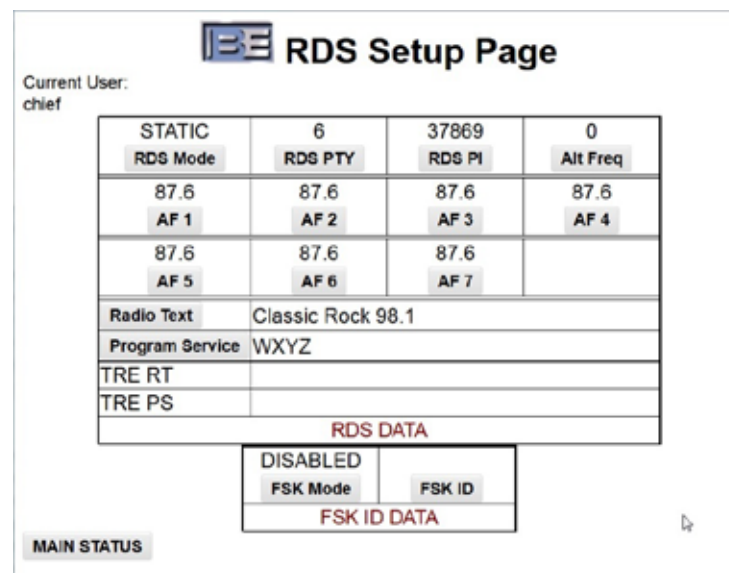 BE RDS Setup Page
Current User:
chief
STATIC 6 37869 0
RDS Mode RDS PTY RDS PI Alt Freq
87.6 87.6 87.6 87.6
AF 1 AF 2 AF 3 AF 4
87.6 87.6 87.6
AF 5 AF 6 AF 7
Radio Text Classic Rock 98.1
Program Service WXYZ
TRE RT
TRE PS
RDS DATA
DISABLED
FSK Mode FSK ID
FSK ID DATA
MAIN STATUS